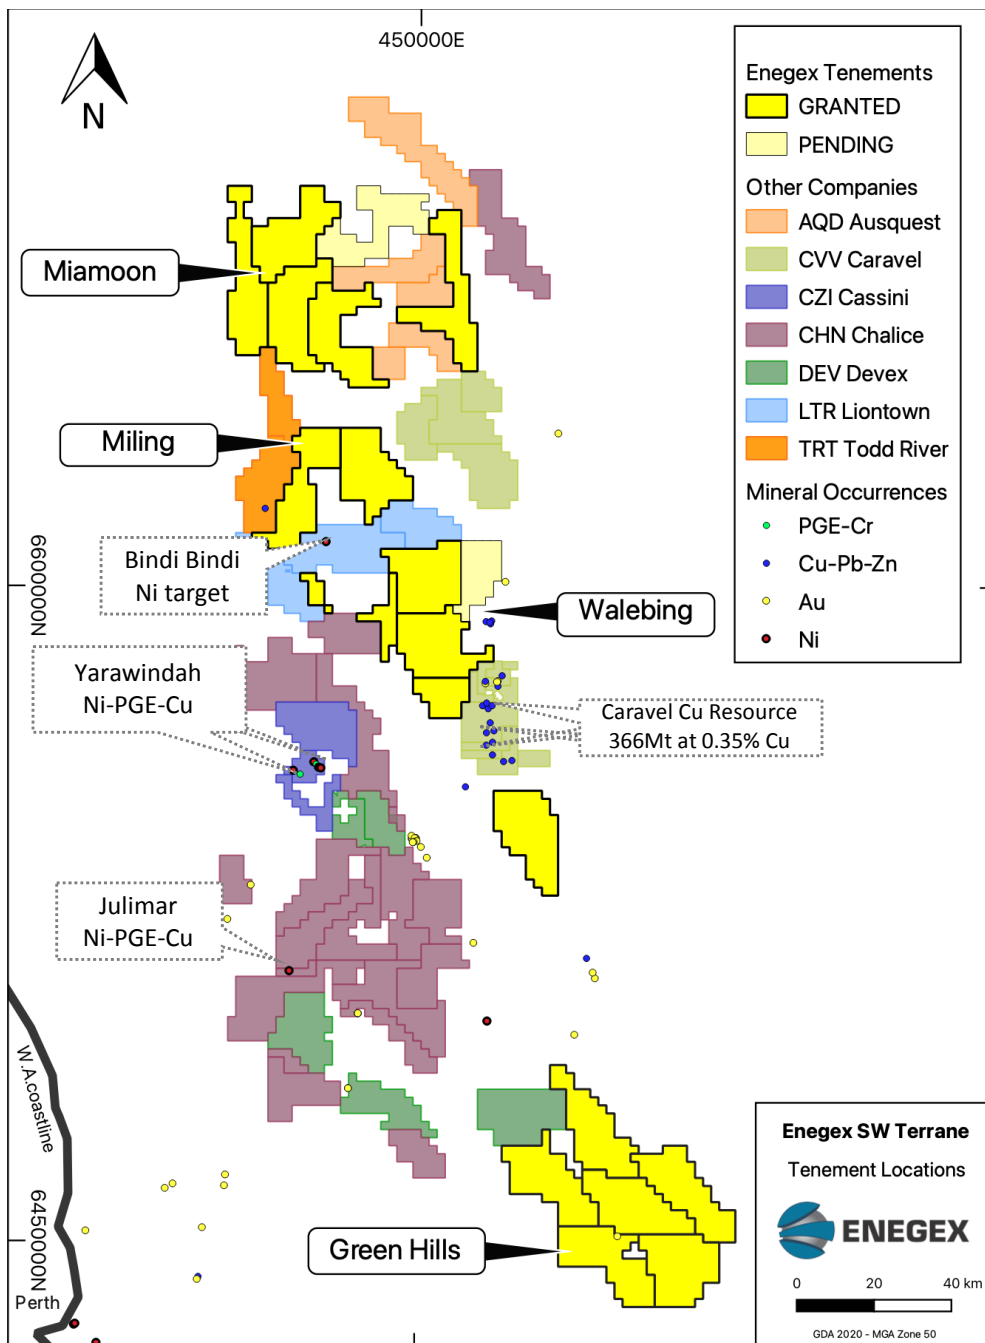 450000E
N
Enegex Tenements
GRANTED
PENDING
Other Companies
AQD Ausquest
CVV Caravel
CZI Cassini
CHN Chalice
DEV Devex
LTR Liontown
TRT Todd River
Mineral Occurrences
PGE-Cr
Cu-Pb-Zn
Au
Ni
Miamoon
Miling
6600000N
Bindi Bindi
Ni target
Walebing
Yarawindah
Ni-PGE-Cu
Caravel Cu Resource
366Mt at 0.35% Cu
Julimar
Ni-PGE-Cu
W.A.coastline
6450000N
Perth
Green Hills
Enegex SW Terrane
Tenement Locations
ENEGEX
0 20 40 km
GDA 2020 - MGA Zone 50